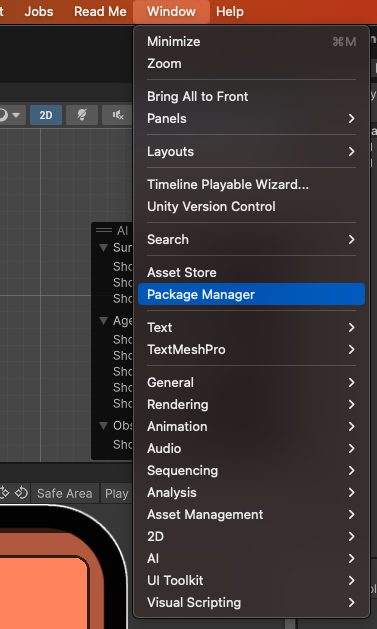 Jobs Read Me Window Help
Minimize ⌘M
Zoom
Bring All to Front
Panels
Layouts
Timeline Playable Wizard...
Unity Version Control
Search
Asset Store
Package Manager
Text
TextMeshPro
General
Rendering
Animation
Audio
Sequencing
Analysis
Asset Management
2D
AI
UI Toolkit
Visual Scripting
2D
AI
Sur
Sho
Sho
Sho
Age
Sho
Sho
Sho
Sho
Obs
Sho
Safe Area Play